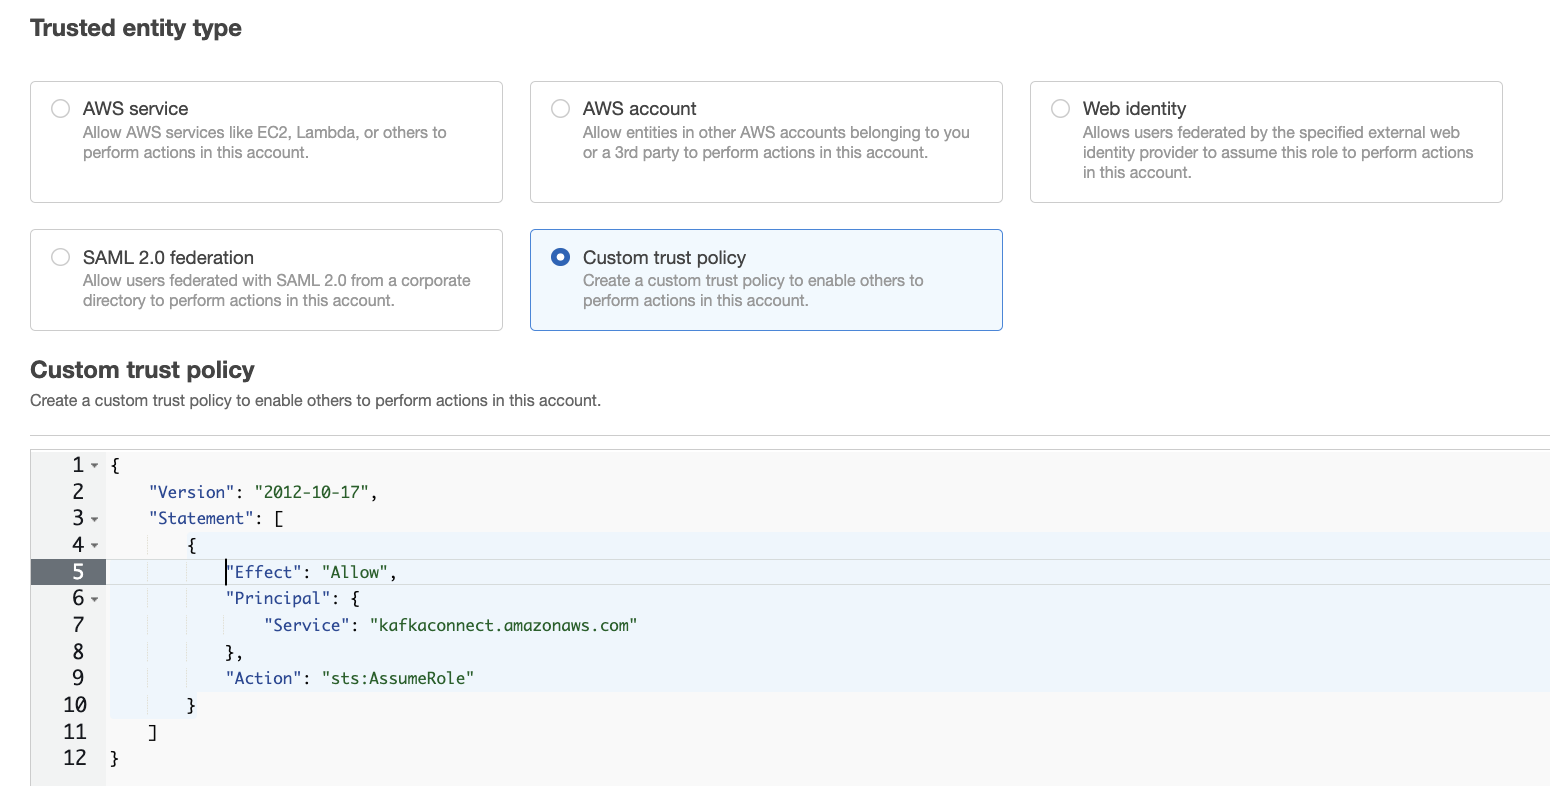 Trusted entity type
AWS service
Allow AWS services like EC2, Lambda, or others to
perform actions in this account.
AWS account
Allow entities in other AWS accounts belonging to you
or a 3rd party to perform actions in this account.
Web identity
Allows users federated by the specified external web
identity provider to assume this role to perform actions
in this account.
SAML 2.0 federation
Allow users federated with SAML 2.0 from a corporate
directory to perform actions in this account.
Custom trust policy
Create a custom trust policy to enable others to
perform actions in this account.
Custom trust policy
Create a custom trust policy to enable others to perform actions in this account.
1 {
2 "Version": "2012-10-17",
3 "Statement": [
4 {
5 "Effect": "Allow",
6 "Principal": {
7 "Service": "kafkaconnect.amazonaws.com"
8 },
9 "Action": "sts:AssumeRole"
10 }
11 ]
12 }